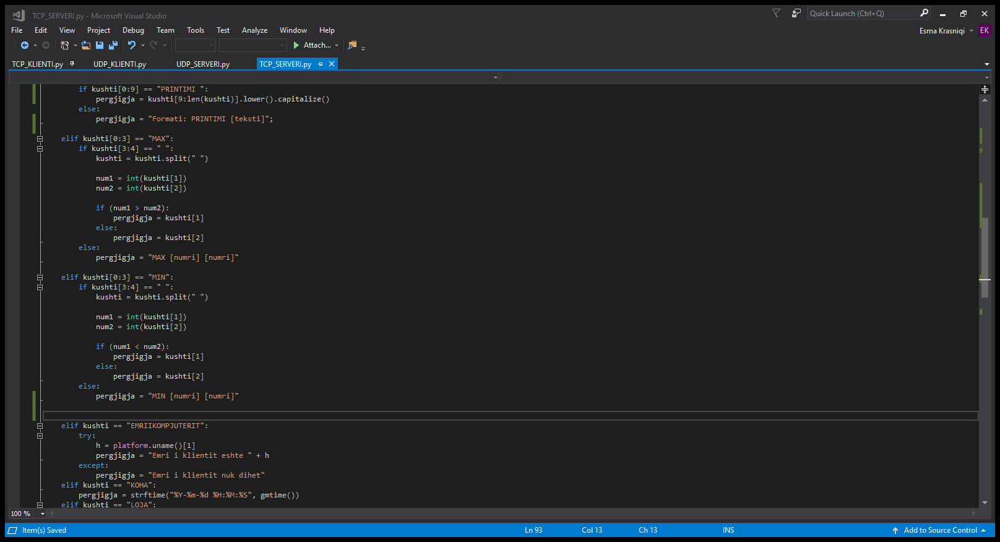 TCP_SERVERI.py - Microsoft Visual Studio
Quick Launch (Ctrl+Q)
File Edit View Project Debug Team Tools Test Analyze Window Help
Esma Krasniqi EK
Attach...
TCP_KLIENTI.py UDP_KLIENTI.py UDP_SERVERI.py TCP_SERVERI.py
if kushti[0:9] == "PRINTIMI ":
pergjigja = kushti[9:len(kushti)].lower().capitalize()
else:
pergjigja = "Formati: PRINTIMI [teksti]";
elif kushti[0:3] == "MAX":
if kushti[3:4] == " ":
kushti = kushti.split(" ")
num1 = int(kushti[1])
num2 = int(kushti[2])
if (num1 > num2):
pergjigja = kushti[1]
else:
pergjigja = kushti[2]
else:
pergjigja = "MAX [numri] [numri]"
elif kushti[0:3] == "MIN":
if kushti[3:4] == " ":
kushti = kushti.split(" ")
num1 = int(kushti[1])
num2 = int(kushti[2])
if (num1 < num2):
pergjigja = kushti[1]
else:
pergjigja = kushti[2]
else:
pergjigja = "MIN [numri] [numri]"
elif kushti == "EMRIIKOMPJUTERIT":
try:
h = platform.uname()[1]
pergjigja = "Emri i klientit eshte " + h
except:
pergjigja = "Emri i klientit nuk dihet"
elif kushti == "KOHA":
pergjigja = strftime("%Y-%m-%d %H:%M:%S", gmtime())
elif kushti == "LOJA":
100 %
Item(s) Saved Ln 93 Col 13 Ch 13 INS Add to Source Control